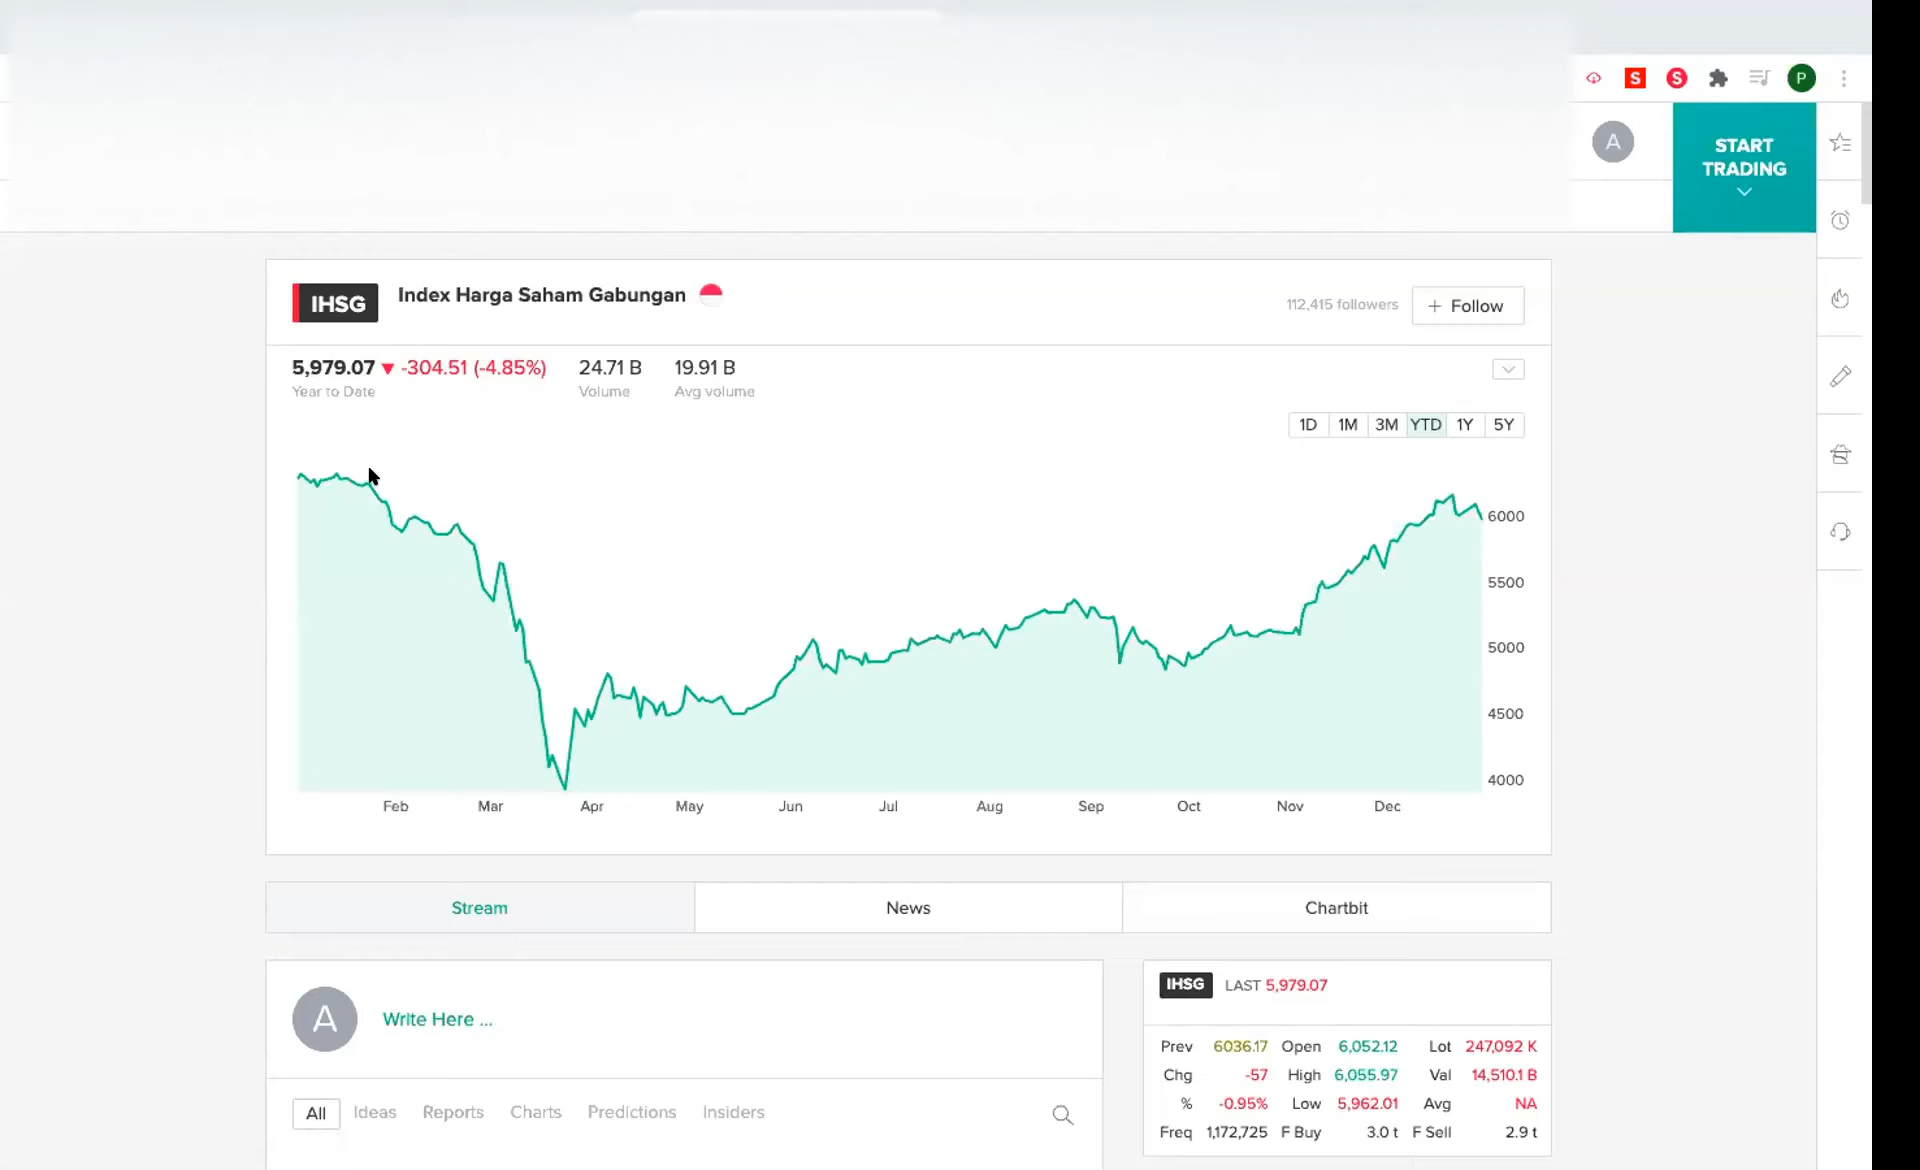 S S P
A START
TRADING
IHSG Index Harga Saham Gabungan 112,415 followers + Follow
5,979.07 ▼ -304.51 (-4.85%) 24.71 B 19.91 B
Year to Date Volume Avg volume
1D 1M 3M YTD 1Y 5Y
6000
5500
5000
4500
4000
Feb Mar Apr May Jun Jul Aug Sep Oct Nov Dec
Stream News Chartbit
A Write Here ...
All Ideas Reports Charts Predictions Insiders
IHSG LAST 5,979.07
Prev 6036.17 Open 6,052.12 Lot 247,092 K
Chg -57 High 6,055.97 Val 14,510.1 B
% -0.95% Low 5,962.01 Avg NA
Freq 1,172,725 F Buy 3.0 t F Sell 2.9 t